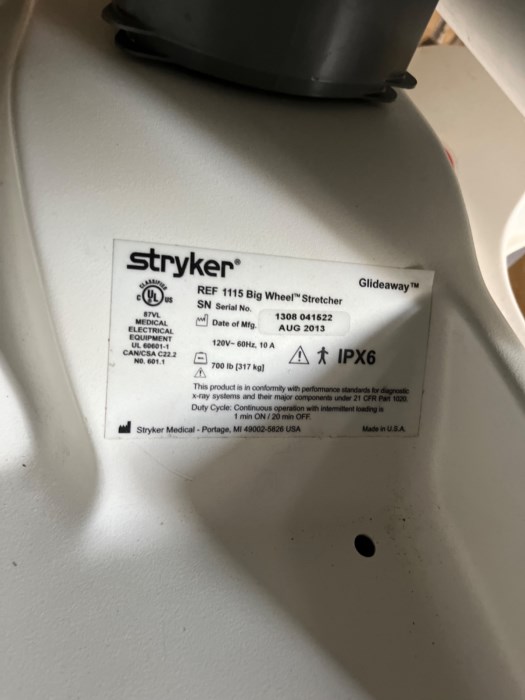 stryker®
Glideaway™
REF 1115 Big Wheel™ Stretcher
SN Serial No. 1308 041522
Date of Mfg. AUG 2013
120V~ 60Hz, 10 A
700 lb [317 kg]
IPX6
CLASSIFIED
C UL US
87VL
MEDICAL
ELECTRICAL
EQUIPMENT
UL 60601-1
CAN/CSA C22.2
NO. 601.1
This product is in conformity with performance standards for diagnostic
x-ray systems and their major components under 21 CFR Part 1020.
Duty Cycle: Continuous operation with intermittent loading is
1 min ON / 20 min OFF.
Stryker Medical - Portage, MI 49002-5826 USA
Made in U.S.A.